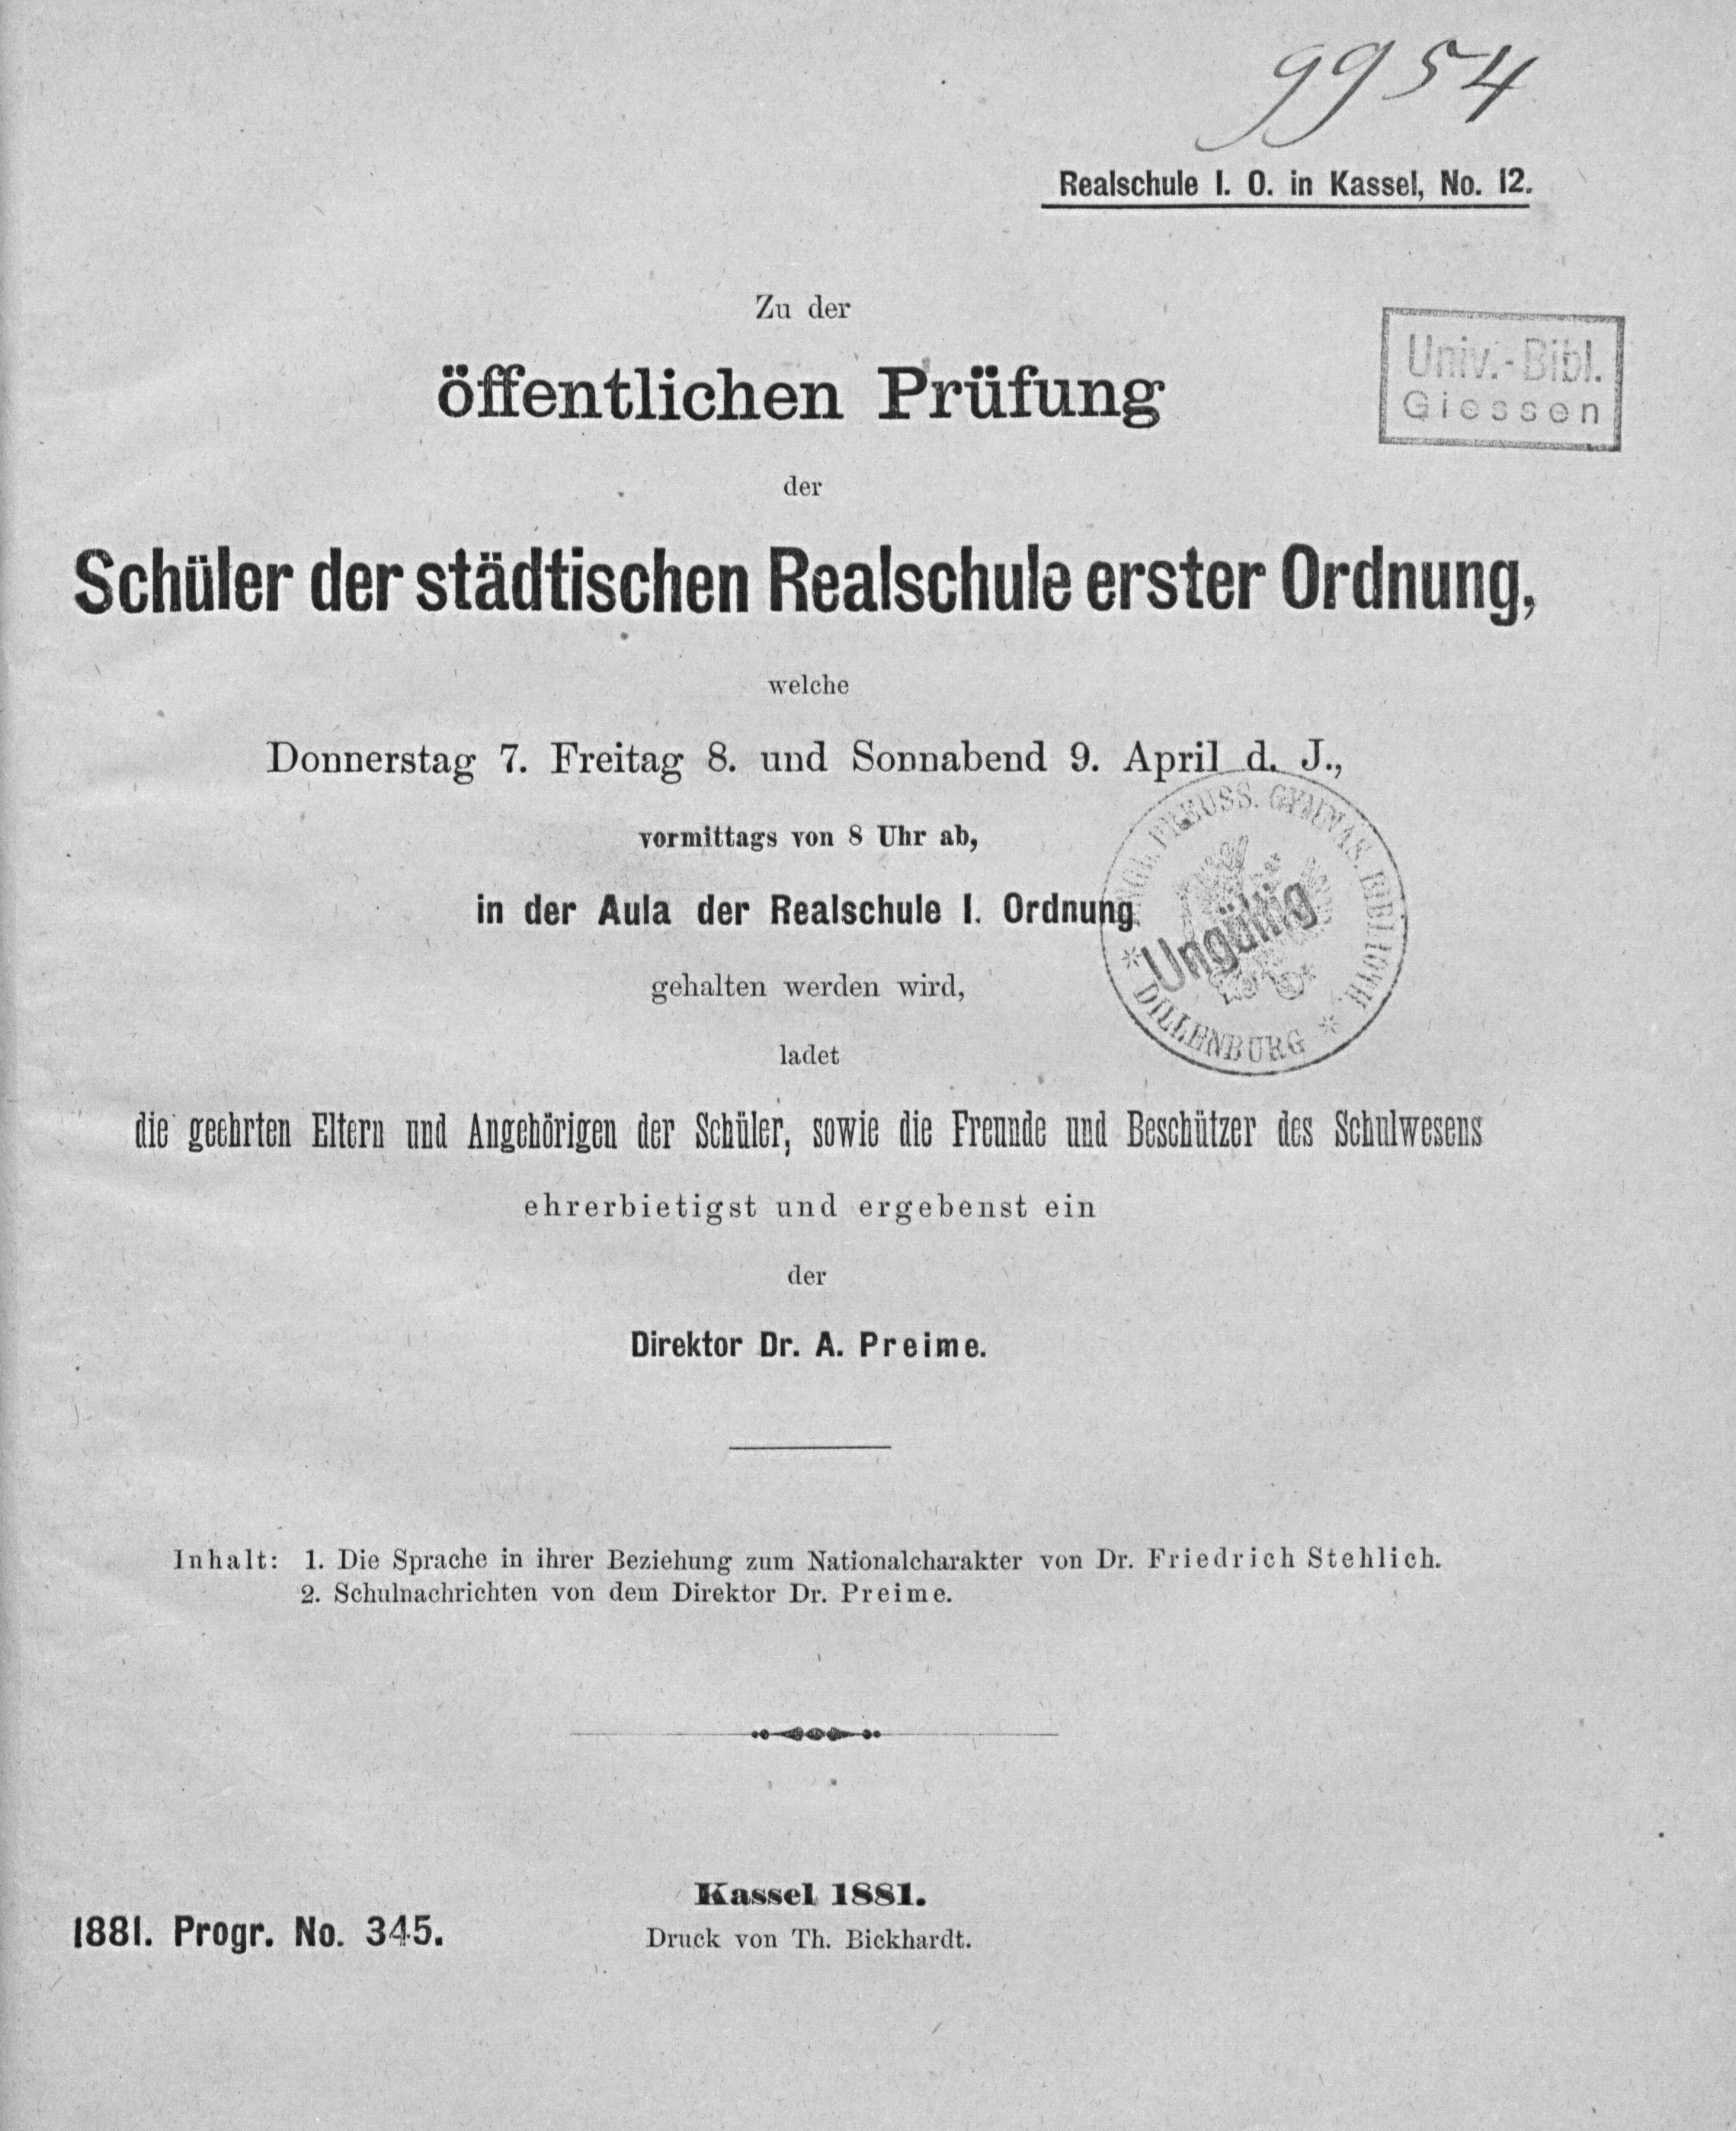 9954
Realschule I. O. in Kassel, No. 12.
Zu der
Univ.-Bibl.
Giessen
öffentlichen Prüfung
der
Schüler der städtischen Realschule erster Ordnung,
welche
Donnerstag 7. Freitag 8. und Sonnabend 9. April d. J.,
vormittags von 8 Uhr ab,
PREUSS. GYMNAS. BIBLIOTH.
DILLENBURG
Ungültig
in der Aula der Realschule I. Ordnung
gehalten werden wird,
ladet
die geehrten Eltern und Angehörigen der Schüler, sowie die Freunde und Beschützer des Schulwesens
ehrerbietigst und ergebenst ein
der
Direktor Dr. A. Preime.
Inhalt: 1. Die Sprache in ihrer Beziehung zum Nationalcharakter von Dr. Friedrich Stehlich.
2. Schulnachrichten von dem Direktor Dr. Preime.
Kassel 1881.
1881. Progr. No. 345.
Druck von Th. Bickhardt.